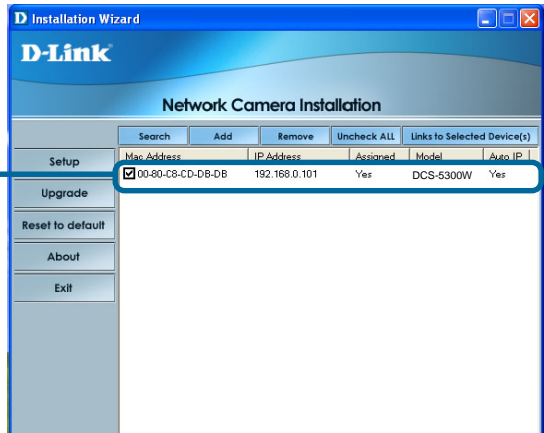 D Installation Wizard
D-Link
Network Camera Installation
Search Add Remove Uncheck ALL Links to Selected Device(s)
Mac Address IP Address Assigned Model Auto IP
00-80-C8-CD-DB-DB 192.168.0.101 Yes DCS-5300W Yes
Setup
Upgrade
Reset to default
About
Exit